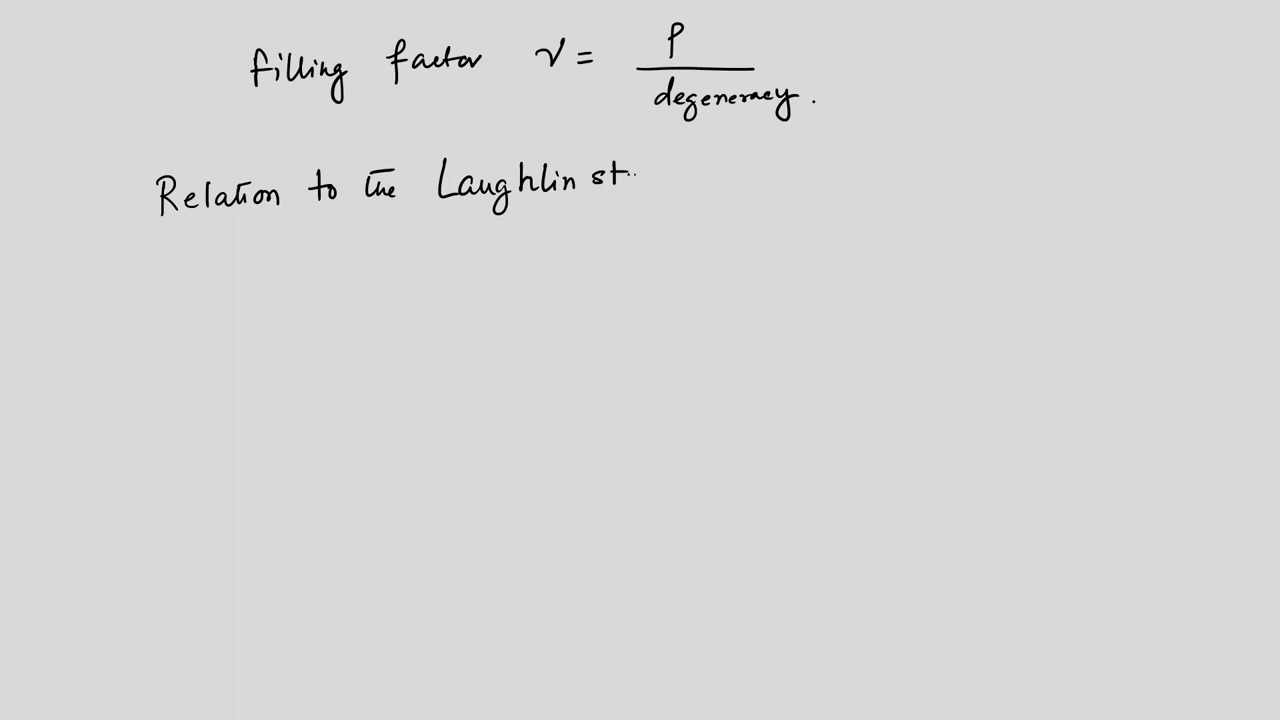 filling factor ν = ρ / degeneracy.
Relation to the Laughlin st..